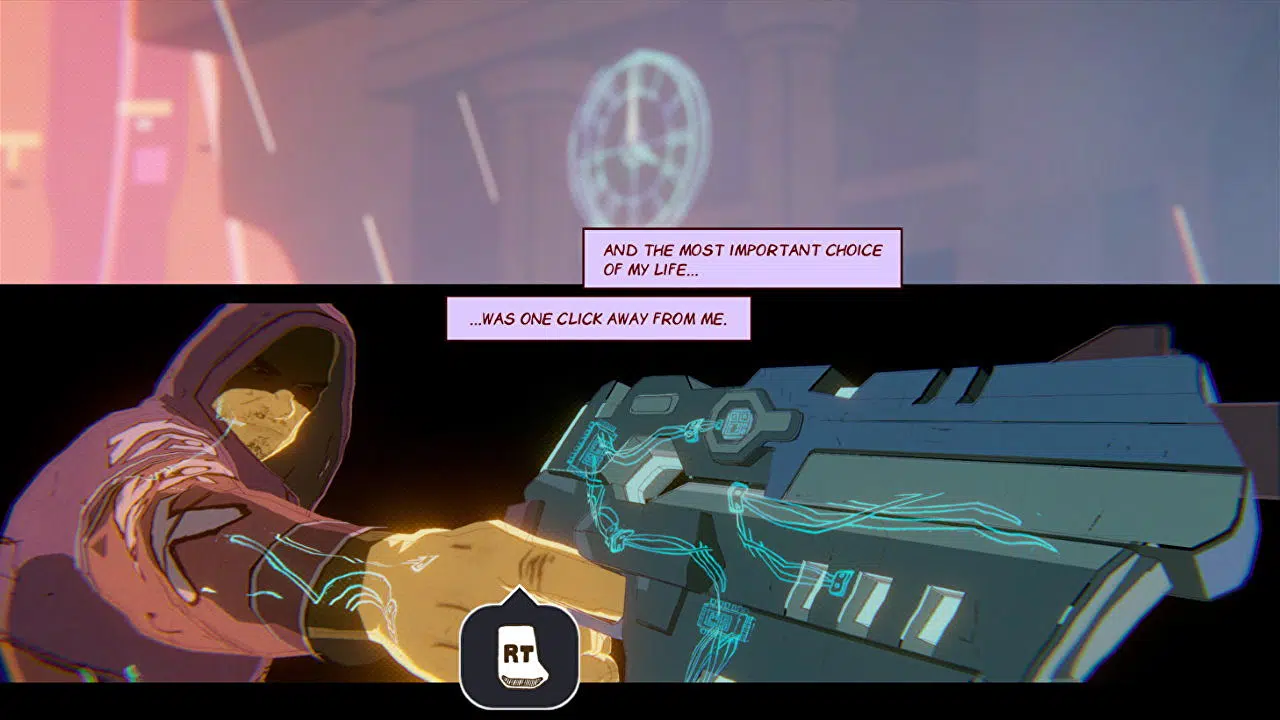 AND THE MOST IMPORTANT CHOICE
OF MY LIFE...
...WAS ONE CLICK AWAY FROM ME.
RT